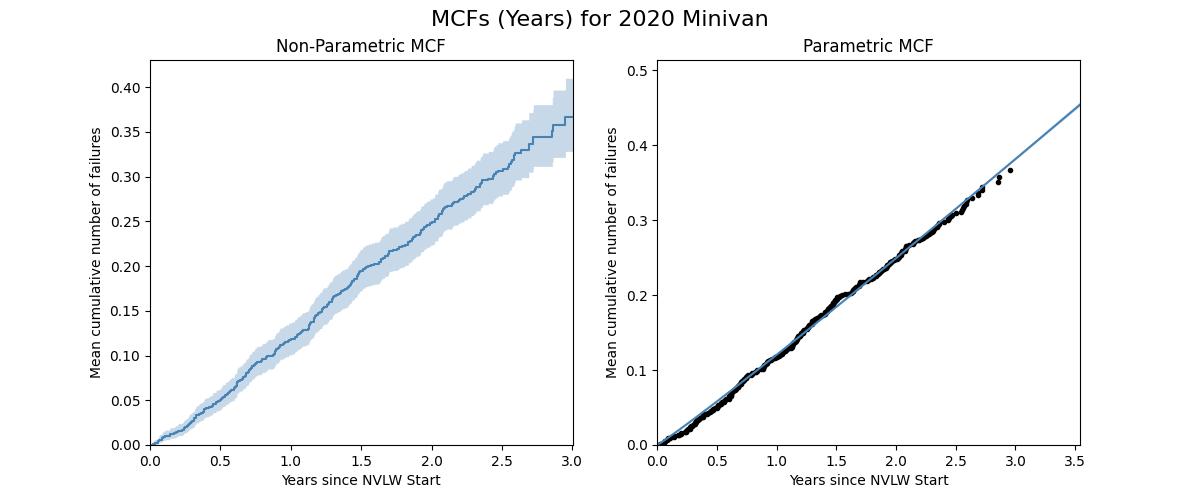 MCFs (Years) for 2020 Minivan
Non-Parametric MCF
Mean cumulative number of failures
0.40
0.35
0.30
0.25
0.20
0.15
0.10
0.05
0.00
0.0 0.5 1.0 1.5 2.0 2.5 3.0
Years since NVLW Start
Parametric MCF
Mean cumulative number of failures
0.5
0.4
0.3
0.2
0.1
0.0
0.0 0.5 1.0 1.5 2.0 2.5 3.0 3.5
Years since NVLW Start